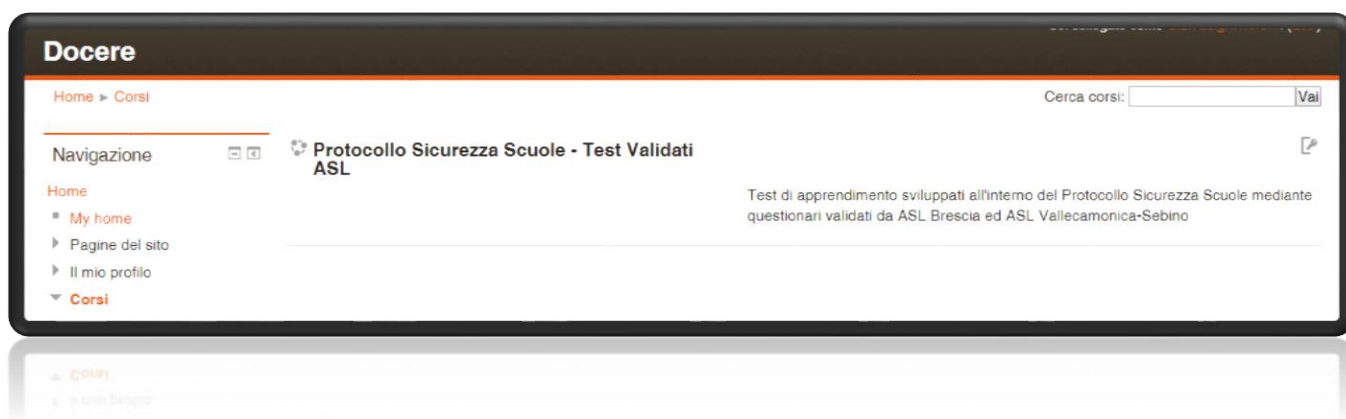 Docere
Home ► Corsi
Cerca corsi: Vai
Navigazione
Protocollo Sicurezza Scuole - Test Validati
ASL
Home
My home
Pagine del sito
Il mio profilo
Corsi
Test di apprendimento sviluppati all'interno del Protocollo Sicurezza Scuole mediante
questionari validati da ASL Brescia ed ASL Vallecamonica-Sebino